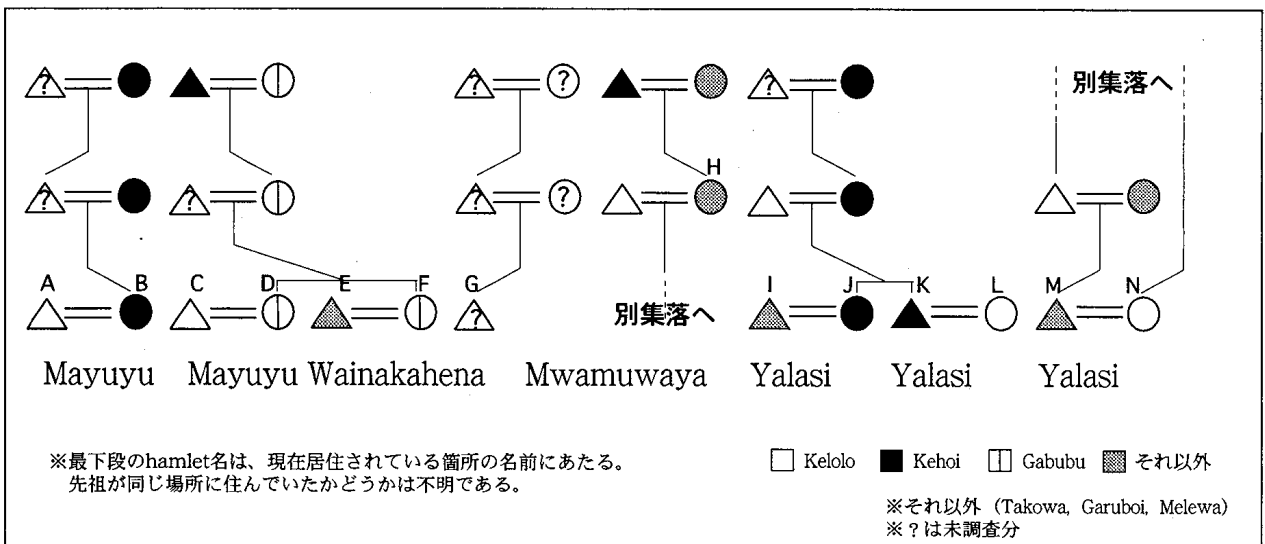 ? ? ? ? ?
別集落へ
H
? ? ? ?
A B C D E F G I J K L M N
?
別集落へ
Mayuyu Mayuyu Wainakahena Mwamuwaya Yalasi Yalasi Yalasi
※最下段のhamlet名は、現在居住されている箇所の名前にあたる。
先祖が同じ場所に住んでいたかどうかは不明である。
Kelolo Kehoi Gabubu それ以外
※それ以外 (Takowa, Garuboi, Melewa)
※?は未調査分